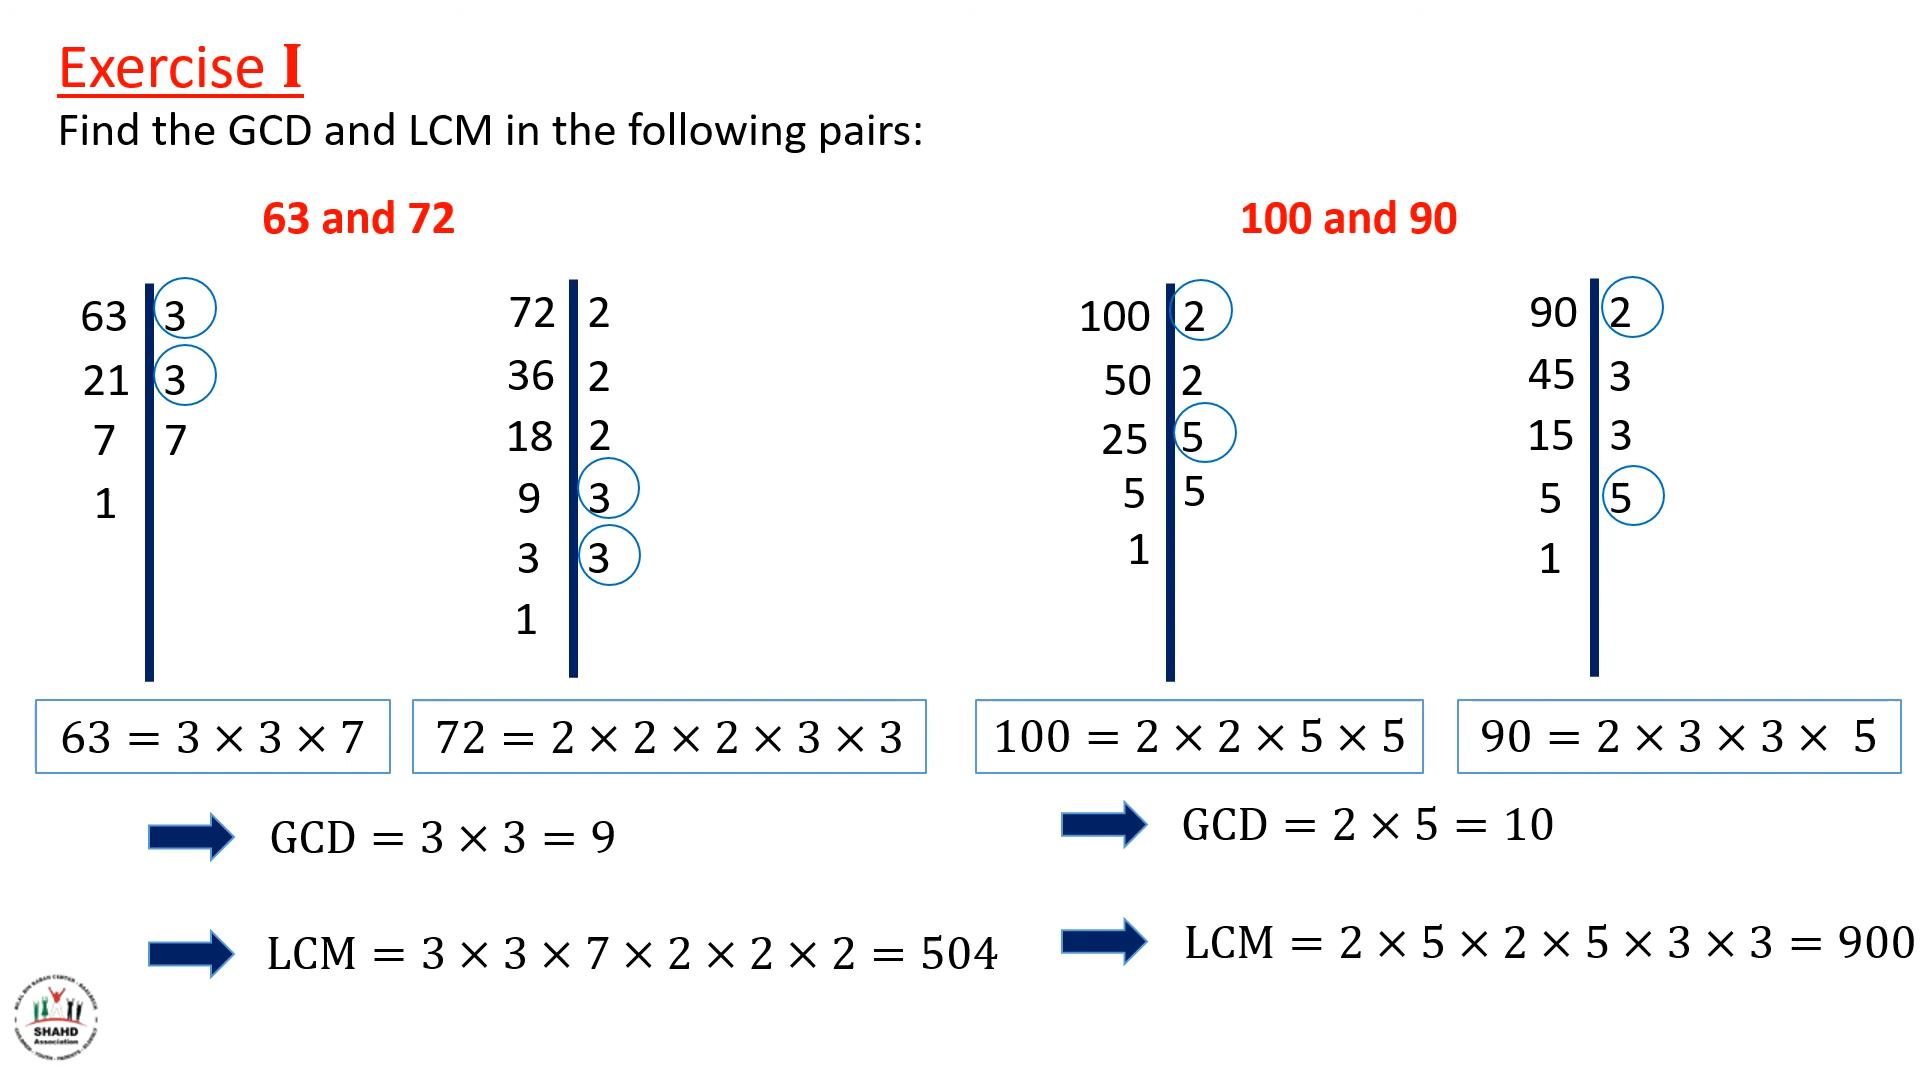 Exercise I
Find the GCD and LCM in the following pairs:
63 and 72
63 3
21 3
7 7
1
72 2
36 2
18 2
9 3
3 3
1
63 = 3 × 3 × 7
72 = 2 × 2 × 2 × 3 × 3
GCD = 3 × 3 = 9
LCM = 3 × 3 × 7 × 2 × 2 × 2 = 504
100 and 90
100 2
50 2
25 5
5 5
1
90 2
45 3
15 3
5 5
1
100 = 2 × 2 × 5 × 5
90 = 2 × 3 × 3 × 5
GCD = 2 × 5 = 10
LCM = 2 × 5 × 2 × 5 × 3 × 3 = 900
SHAHD
Association